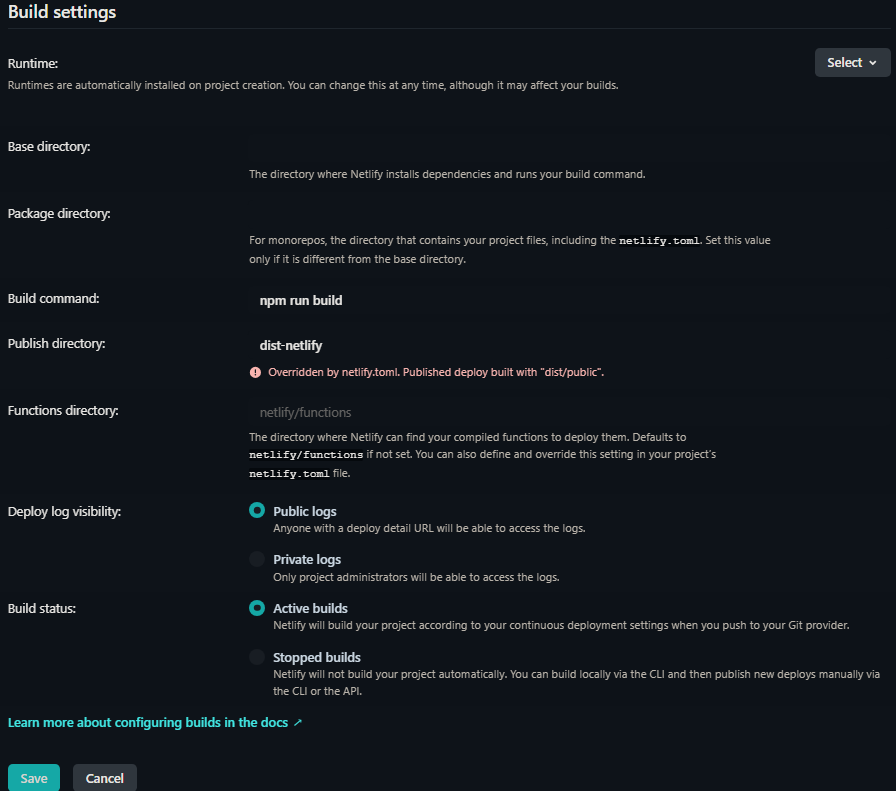 Build settings
Runtime:
Select
Runtimes are automatically installed on project creation. You can change this at any time, although it may affect your builds.
Base directory:
The directory where Netlify installs dependencies and runs your build command.
Package directory:
For monorepos, the directory that contains your project files, including the netlify.toml. Set this value
only if it is different from the base directory.
Build command:
npm run build
Publish directory:
dist-netlify
Overridden by netlify.toml. Published deploy built with "dist/public".
Functions directory:
netlify/functions
The directory where Netlify can find your compiled functions to deploy them. Defaults to
netlify/functions if not set. You can also define and override this setting in your project's
netlify.toml file.
Deploy log visibility:
Public logs
Anyone with a deploy detail URL will be able to access the logs.
Private logs
Only project administrators will be able to access the logs.
Build status:
Active builds
Netlify will build your project according to your continuous deployment settings when you push to your Git provider.
Stopped builds
Netlify will not build your project automatically. You can build locally via the CLI and then publish new deploys manually via
the CLI or the API.
Learn more about configuring builds in the docs ↗
Save
Cancel